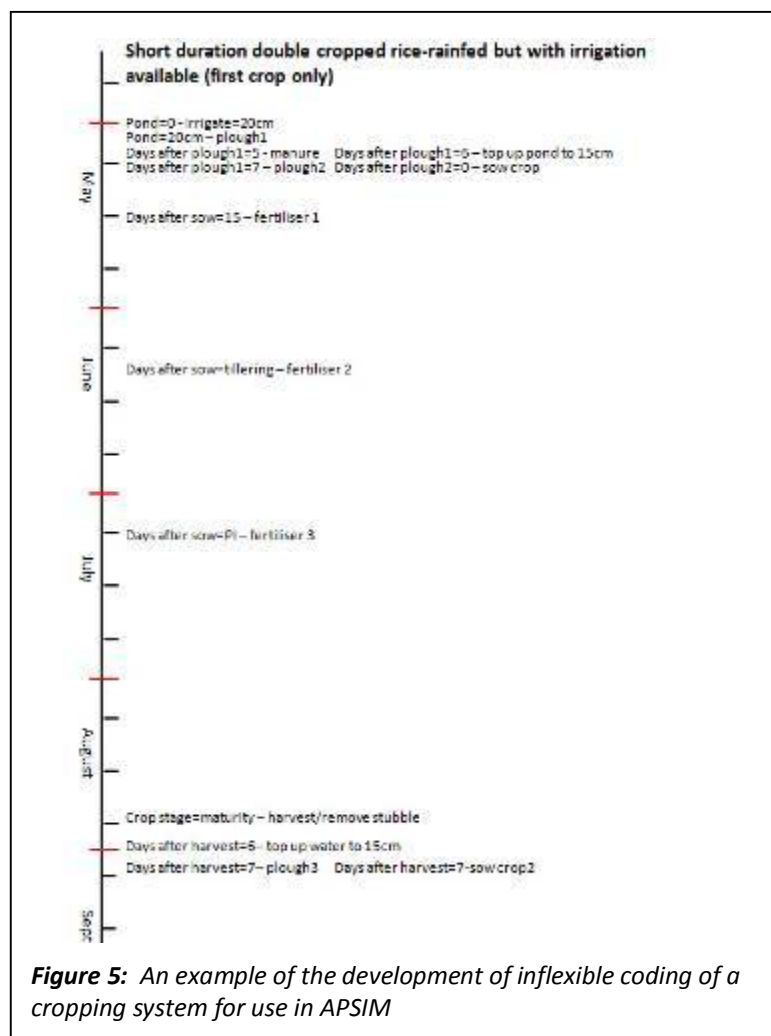 Short duration double cropped rice-rainfed but with irrigation
available (first crop only)
Pond=0 - irrigate=20cm
Pond=20cm – plough1
Days after plough1=5 - manure Days after plough1=6 – top up pond to 15cm
Days after plough1=7 – plough2 Days after plough2=0 – sow crop
May
Days after sow=15 – fertiliser 1
June
Days after sow=tillering – fertiliser 2
July
Days after sow=PI – fertiliser 3
August
Crop stage=maturity – harvest/remove stubble
Days after harvest=6 – top up water to 15cm
Days after harvest=7 – plough3 Days after harvest=7-sow crop2
Sept
Figure 5: An example of the development of inflexible coding of a
cropping system for use in APSIM